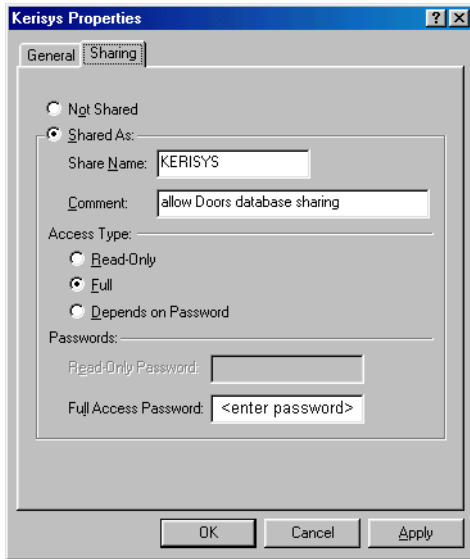 Kerisys Properties
General Sharing
Not Shared
Shared As:
Share Name: KERISYS
Comment: allow Doors database sharing
Access Type:
Read-Only
Full
Depends on Password
Passwords:
Read-Only Password:
Full Access Password: <enter password>
OK Cancel Apply